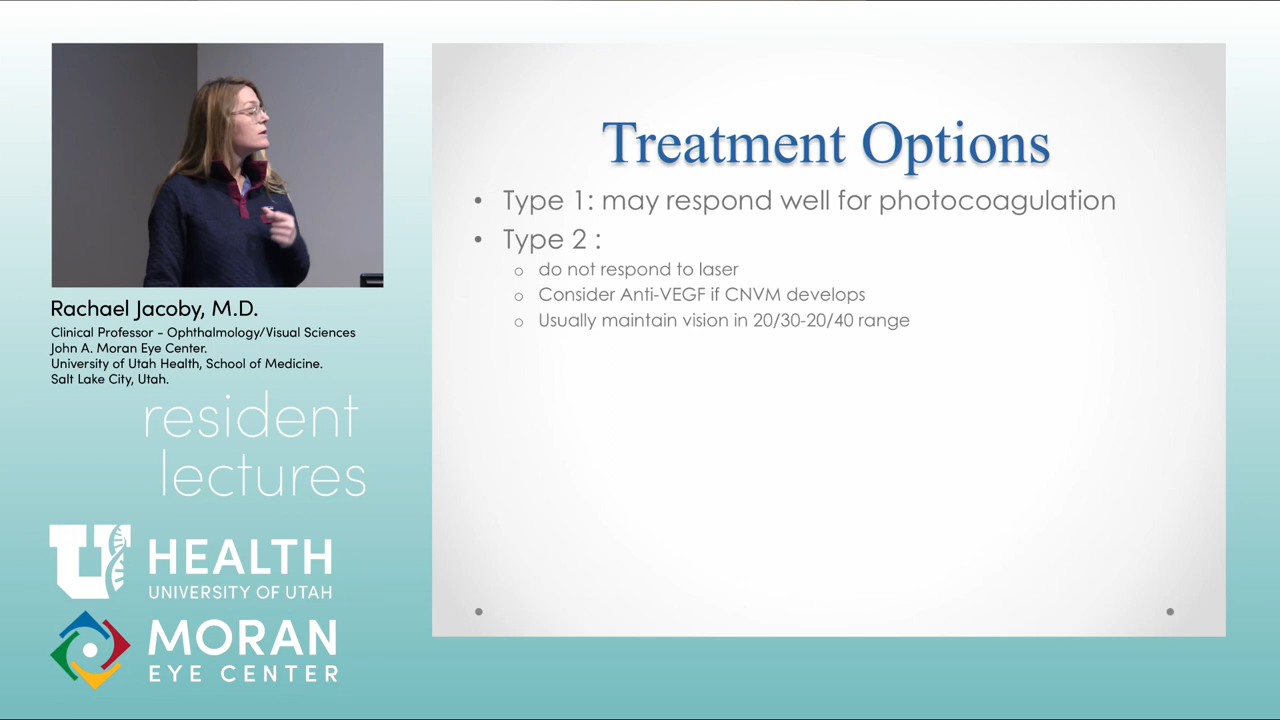 Rachael Jacoby, M.D.
Clinical Professor - Ophthalmology/Visual Sciences
John A. Moran Eye Center.
University of Utah Health, School of Medicine.
Salt Lake City, Utah.
resident
lectures
U HEALTH
UNIVERSITY OF UTAH
MORAN
EYE CENTER
Treatment Options
• Type 1: may respond well for photocoagulation
• Type 2 :
o do not respond to laser
o Consider Anti-VEGF if CNVM develops
o Usually maintain vision in 20/30-20/40 range